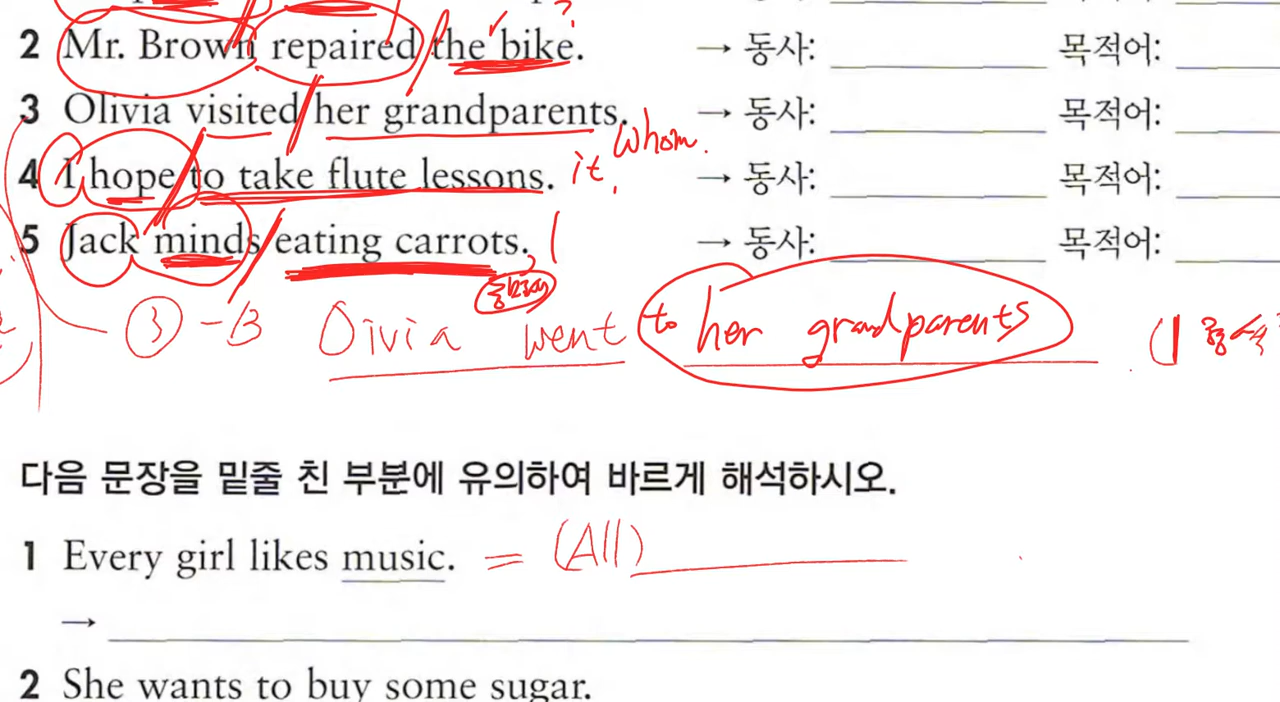 2 Mr. Brown repaired the bike. → 동사: 목적어:
3 Olivia visited her grandparents. → 동사: 목적어:
whom.
4 I hope to take flute lessons. it. → 동사: 목적어:
5 Jack minds eating carrots. → 동사: 목적어:
③ - B Oivia went to her grandparents
다음 문장을 밑줄 친 부분에 유의하여 바르게 해석하시오.
1 Every girl likes music. = (All)
→
2 She wants to buy some sugar.